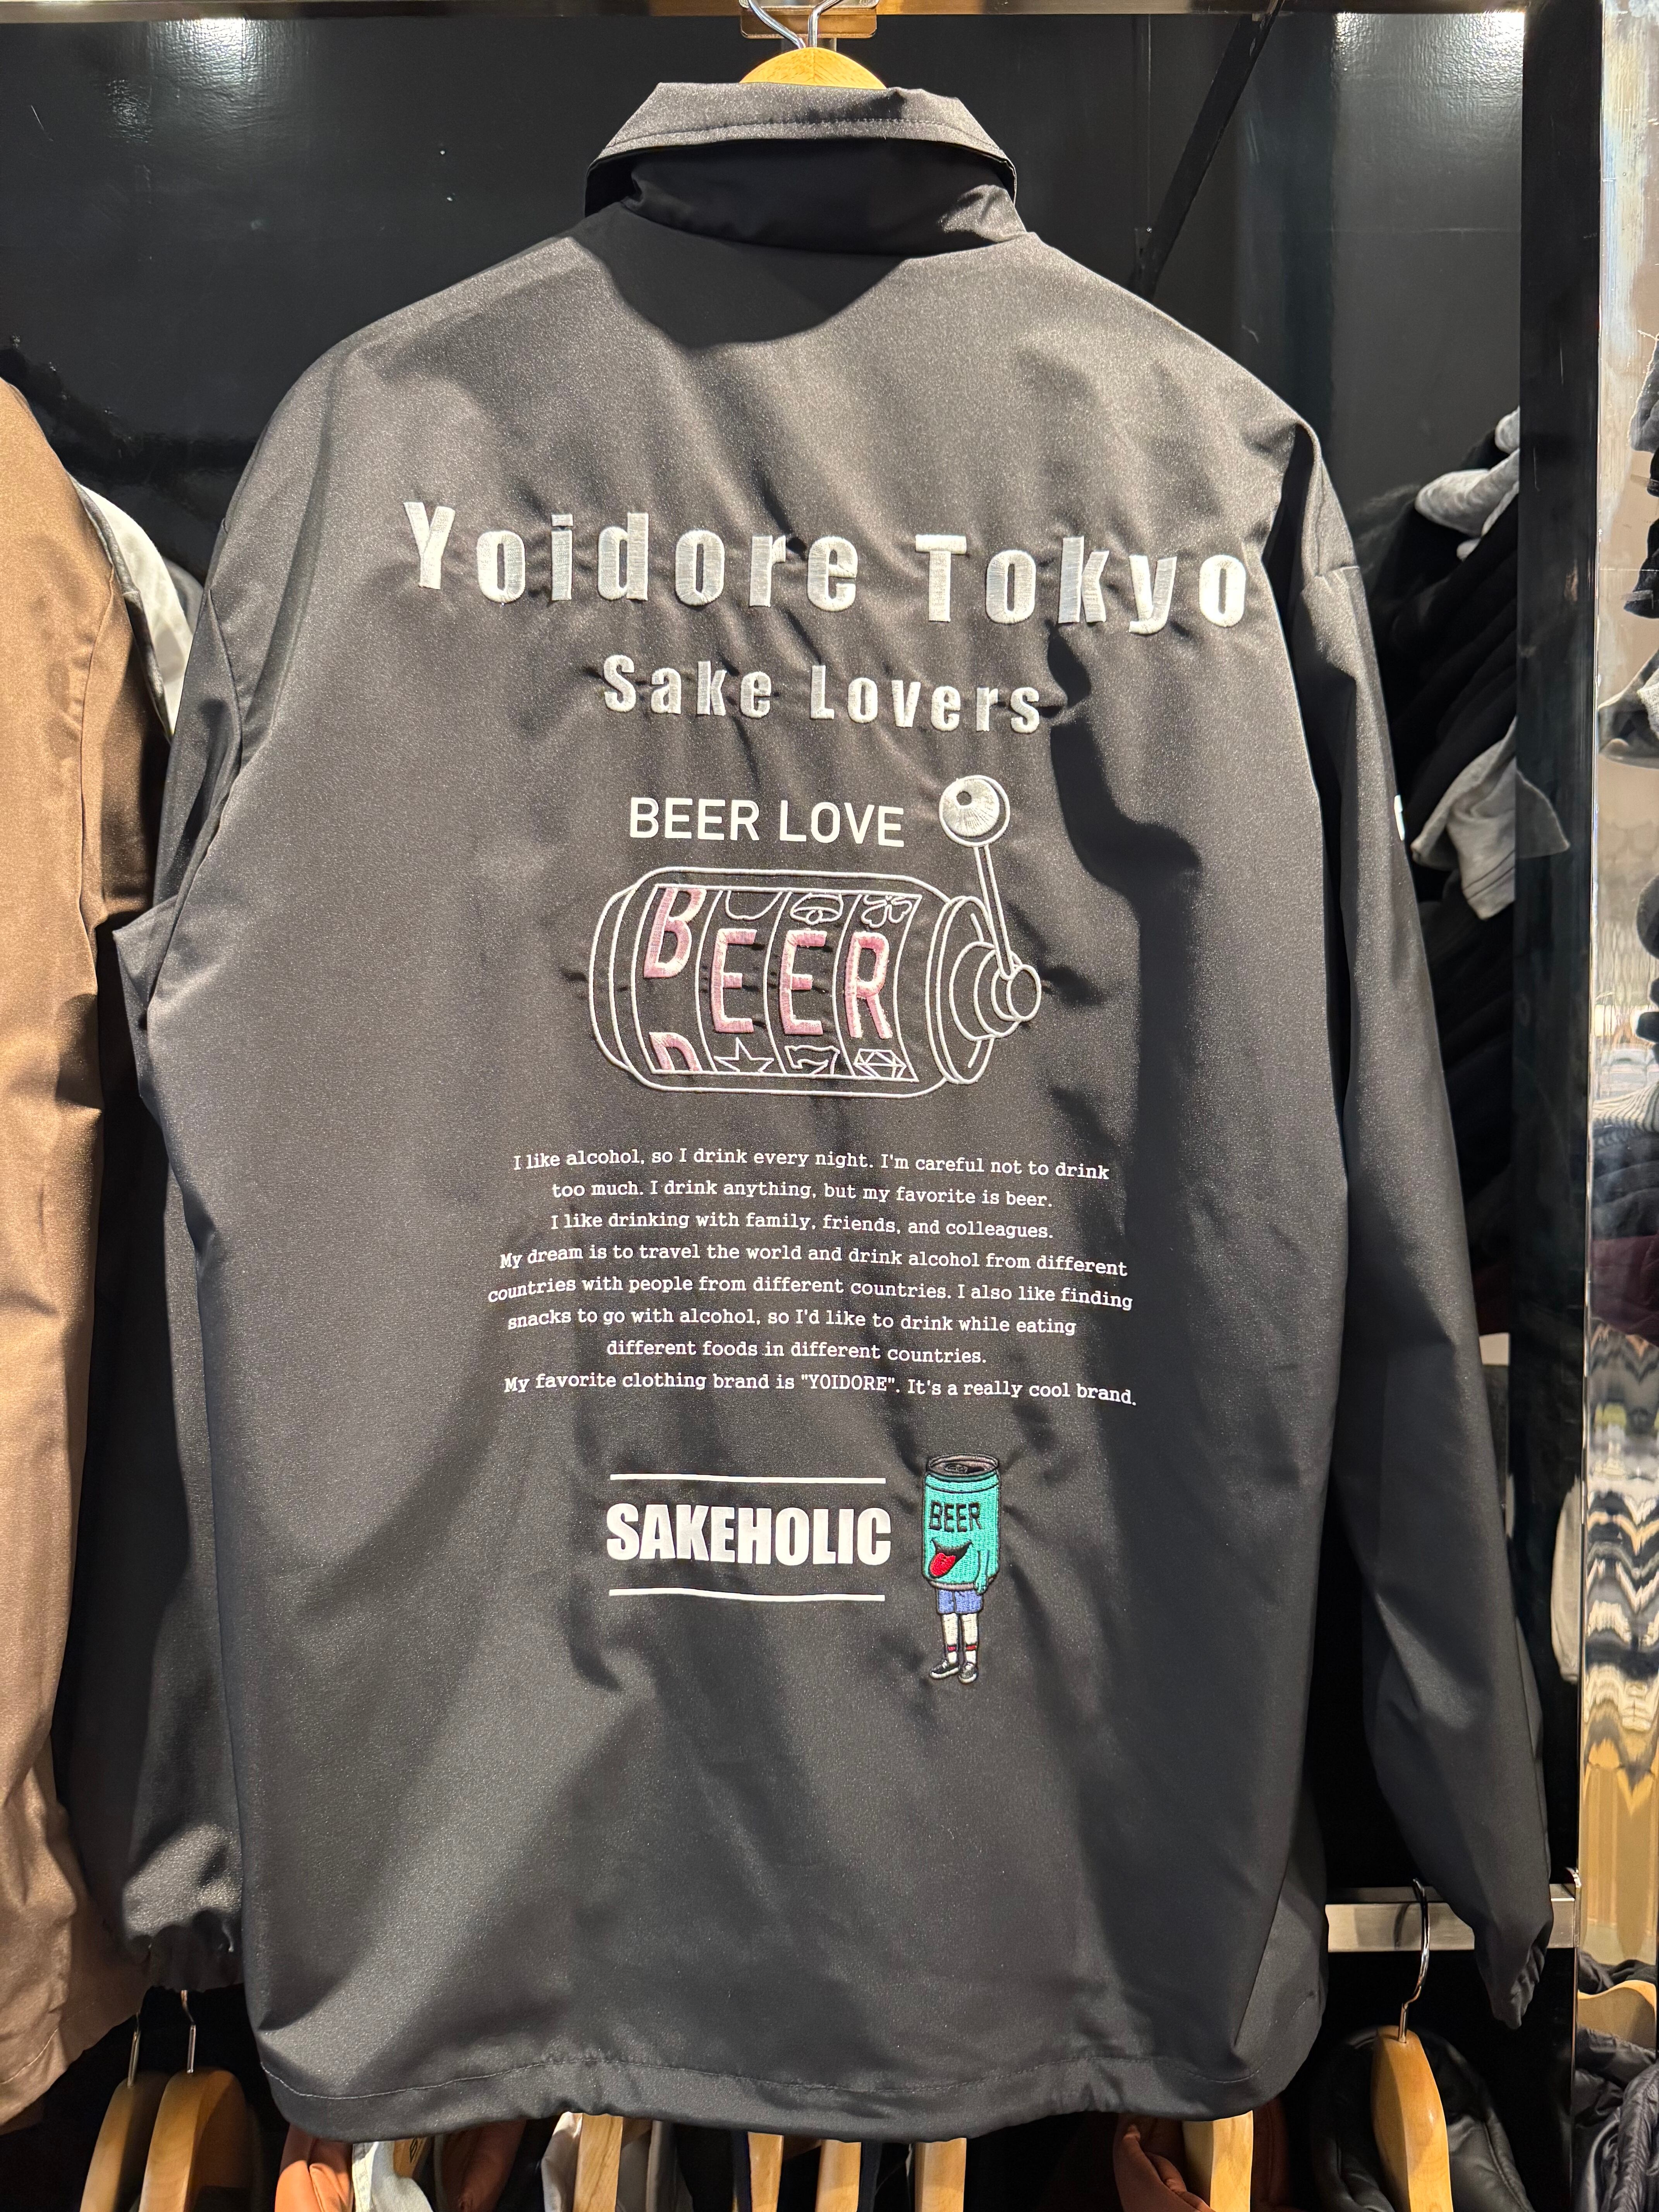 Yoidore Tokyo
Sake Lovers
BEER LOVE
BEER
I like alcohol, so I drink every night. I'm careful not to drink
too much. I drink anything, but my favorite is beer.
I like drinking with family, friends, and colleagues.
My dream is to travel the world and drink alcohol from different
countries with people from different countries. I also like finding
snacks to go with alcohol, so I'd like to drink while eating
different foods in different countries.
My favorite clothing brand is "YOIDORE". It's a really cool brand.
SAKEHOLIC
BEER